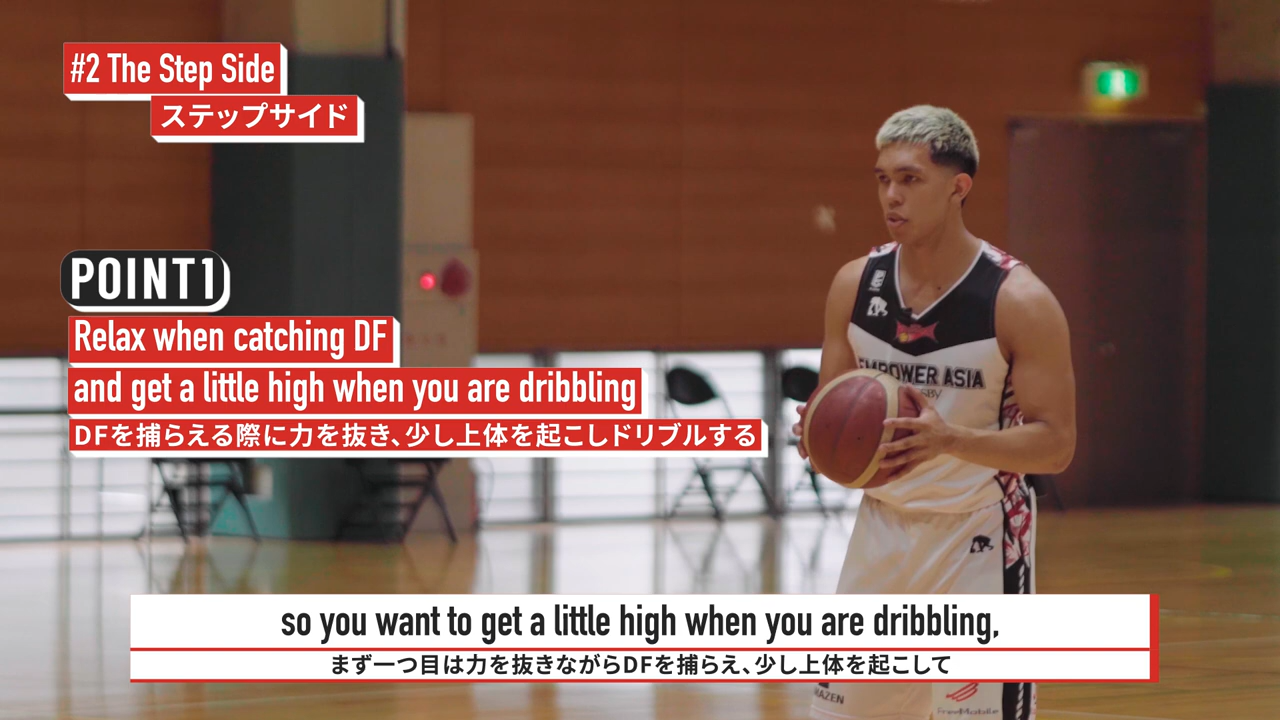 #2 The Step Side
ステップサイド
POINT1
Relax when catching DF
and get a little high when you are dribbling
DFを捕らえる際に力を抜き、少し上体を起こしドリブルする
EMPOWER ASIA
so you want to get a little high when you are dribbling,
まず一つ目は力を抜きながらDFを捕らえ、少し上体を起こして
FreeMobile